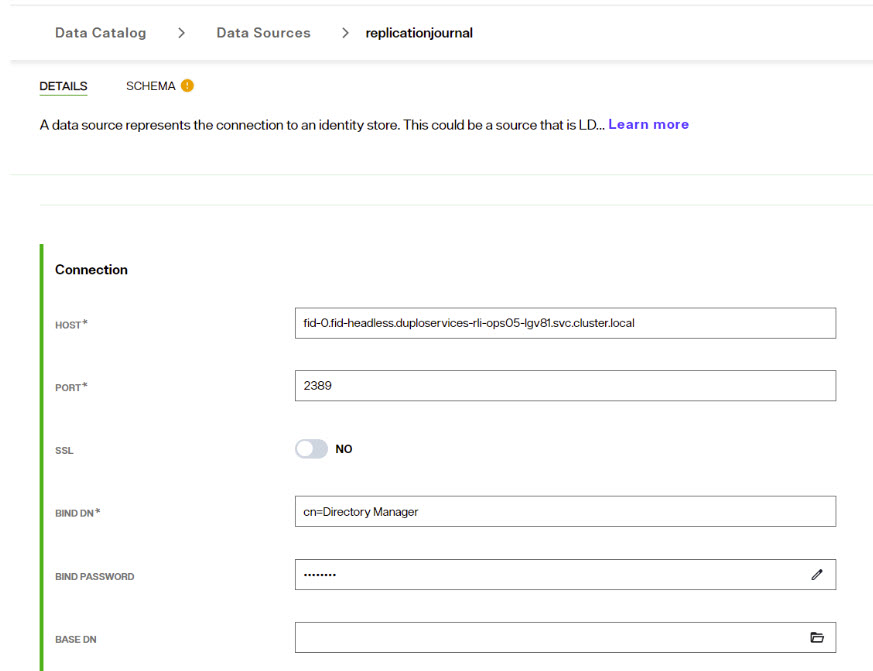 Data Catalog > Data Sources > replicationjournal
DETAILS SCHEMA !
A data source represents the connection to an identity store. This could be a source that is LD... Learn more
Connection
HOST* fid-0.fid-headless.duploservices-rli-ops05-lgv81.svc.cluster.local
PORT* 2389
SSL NO
BIND DN* cn=Directory Manager
BIND PASSWORD ••••••••
BASE DN